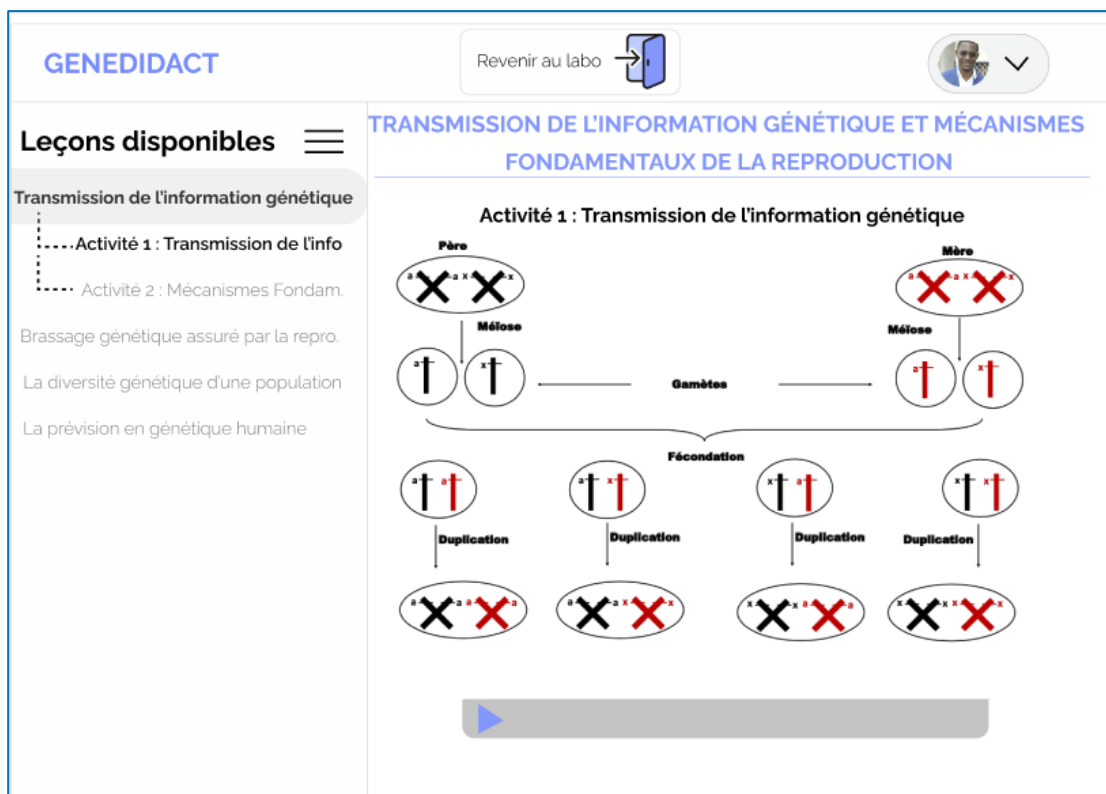 GENEDIDACT
Revenir au labo
Leçons disponibles
Transmission de l'information génétique
Activité 1 : Transmission de l'info
Activité 2 : Mécanismes Fondam.
Brassage génétique assuré par la repro.
La diversité génétique d'une population
La prévision en génétique humaine
TRANSMISSION DE L'INFORMATION GÉNÉTIQUE ET MÉCANISMES
FONDAMENTAUX DE LA REPRODUCTION
Activité 1 : Transmission de l'information génétique
Père
Mère
a a x x
a a x x
Méiose
Méiose
a x
a x
Gamètes
Fécondation
a a
a x
x a
x x
Duplication
Duplication
Duplication
Duplication
a a a a
a a x x
x x a a
x x x x